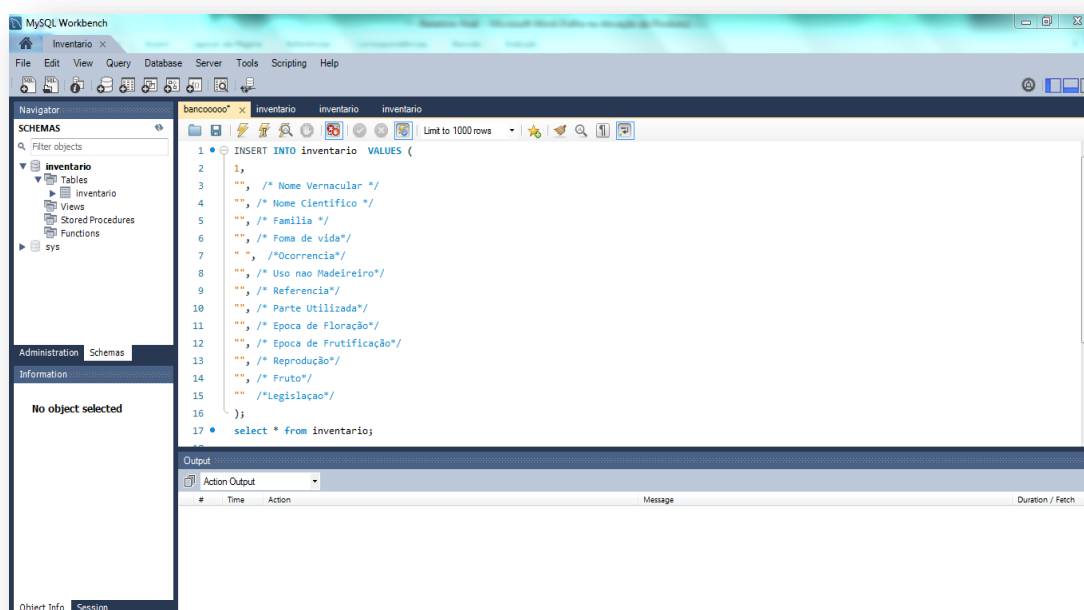 MySQL Workbench
Inventario ×
File Edit View Query Database Server Tools Scripting Help
Navigator
SCHEMAS
Filter objects
inventario
Tables
inventario
Views
Stored Procedures
Functions
sys
Administration Schemas
Information
No object selected
Object Info Session
bancooooo* × inventario inventario inventario
Limit to 1000 rows
1 INSERT INTO inventario VALUES (
2 1,
3 "", /* Nome Vernacular */
4 "", /* Nome Cientifico */
5 "", /* Familia */
6 "", /* Foma de vida*/
7 " ", /*Ocorrencia*/
8 "", /* Uso nao Madeireiro*/
9 "", /* Referencia*/
10 "", /* Parte Utilizada*/
11 "", /* Epoca de Floração*/
12 "", /* Epoca de Frutificação*/
13 "", /* Reprodução*/
14 "", /* Fruto*/
15 "" /*Legislaçao*/
16 );
17 select * from inventario;
Output
Action Output
# Time Action Message Duration / Fetch